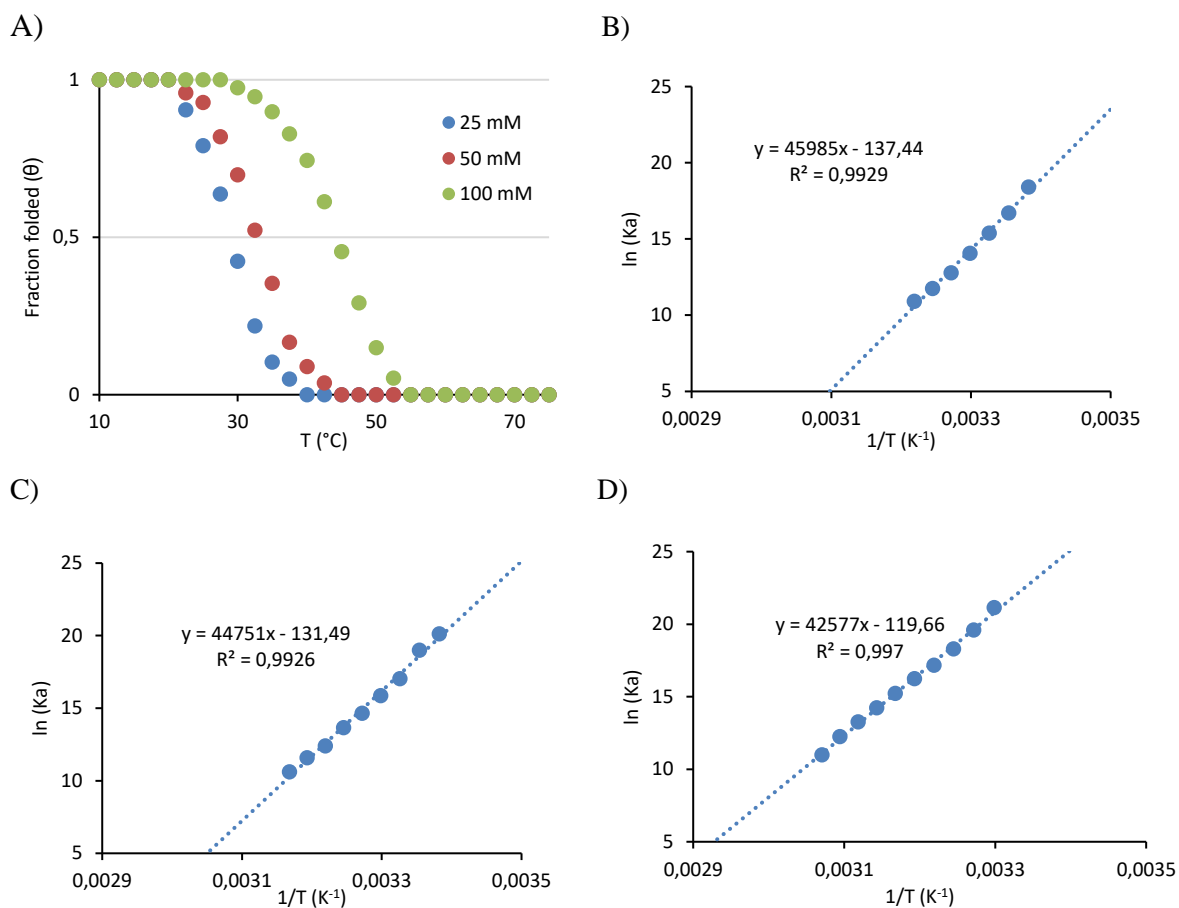 A)
1
0,5
0
Fraction folded (θ)
25 mM
50 mM
100 mM
10
30
50
70
T (°C)
B)
25
20
15
10
5
ln (Ka)
y = 45985x - 137,44
R² = 0,9929
0,0029
0,0031
0,0033
0,0035
1/T (K⁻¹)
C)
25
20
15
10
5
ln (Ka)
y = 44751x - 131,49
R² = 0,9926
0,0029
0,0031
0,0033
0,0035
1/T (K⁻¹)
D)
25
20
15
10
5
ln (Ka)
y = 42577x - 119,66
R² = 0,997
0,0029
0,0031
0,0033
0,0035
1/T (K⁻¹)